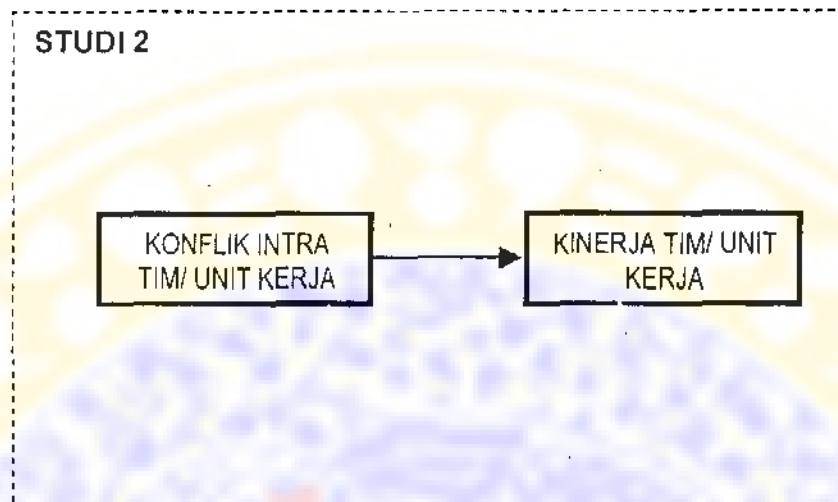 STUDI 2
KONFLIK INTRA
TIM/ UNIT KERJA
KINERJA TIM/ UNIT
KERJA